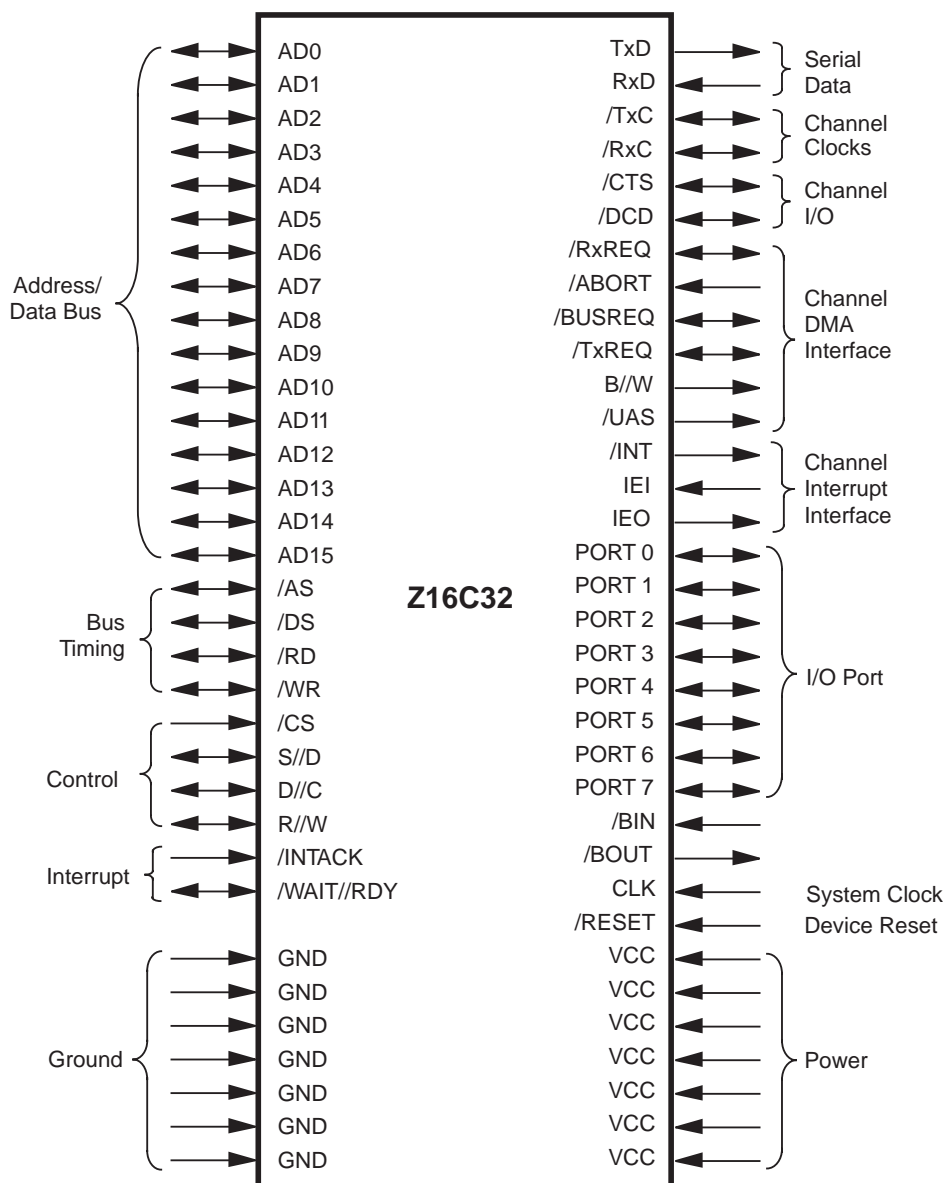 Address/
Data Bus
Bus
Timing
Control
Interrupt
Ground
AD0
AD1
AD2
AD3
AD4
AD5
AD6
AD7
AD8
AD9
AD10
AD11
AD12
AD13
AD14
AD15
/AS
/DS
/RD
/WR
/CS
S//D
D//C
R//W
/INTACK
/WAIT//RDY
GND
GND
GND
GND
GND
GND
GND
Z16C32
TxD
RxD
/TxC
/RxC
/CTS
/DCD
/RxREQ
/ABORT
/BUSREQ
/TxREQ
B//W
/UAS
/INT
IEI
IEO
PORT 0
PORT 1
PORT 2
PORT 3
PORT 4
PORT 5
PORT 6
PORT 7
/BIN
/BOUT
CLK
/RESET
VCC
VCC
VCC
VCC
VCC
VCC
VCC
Serial
Data
Channel
Clocks
Channel
I/O
Channel
DMA
Interface
Channel
Interrupt
Interface
I/O Port
System Clock
Device Reset
Power